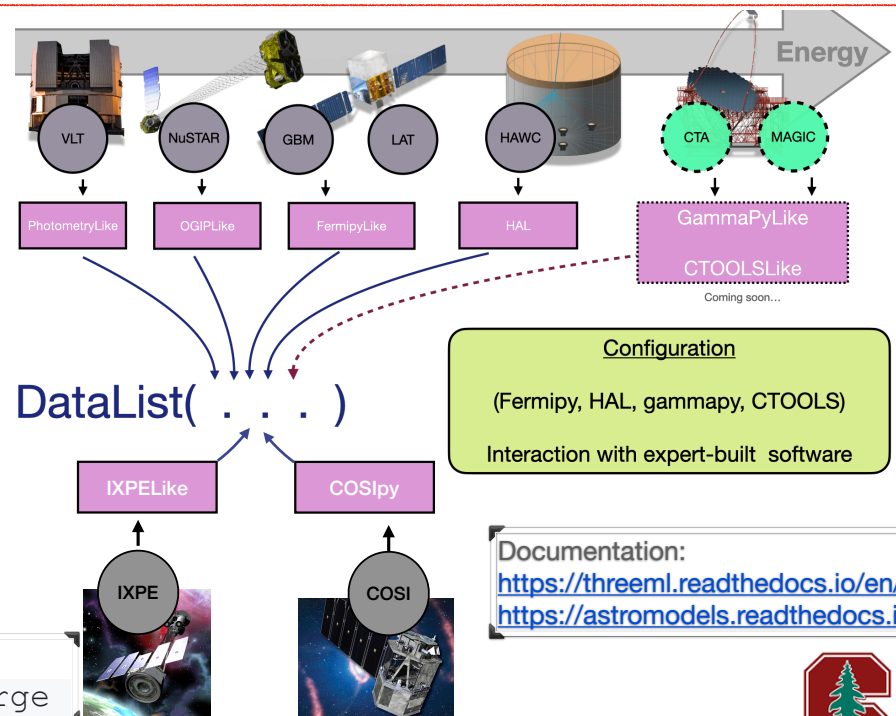 Energy
VLT
NuSTAR
GBM
LAT
HAWC
CTA
MAGIC
PhotometryLike
OGIPLike
FermipyLike
HAL
GammaPyLike
CTOOLSLike
Coming soon...
Configuration
(Fermipy, HAL, gammapy, CTOOLS)
Interaction with expert-built software
DataList( . . . )
IXPELike
COSIpy
IXPE
COSI
Documentation:
https://threeml.readthedocs.io/en/
https://astromodels.readthedocs.i
rge